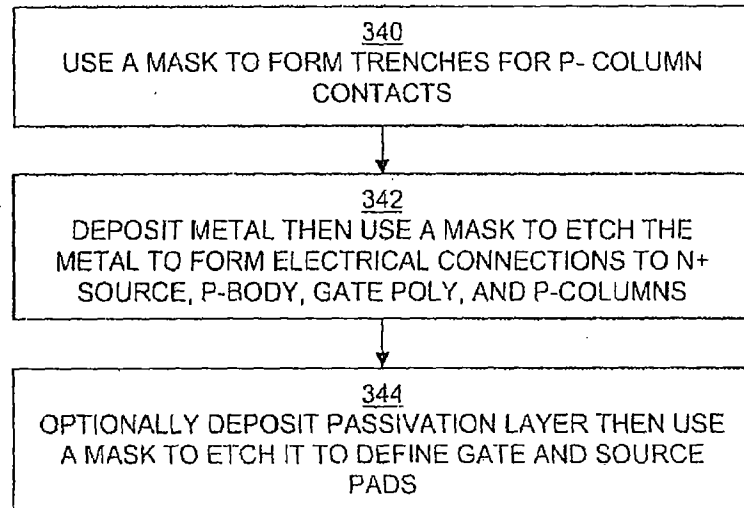 340
USE A MASK TO FORM TRENCHES FOR P- COLUMN
CONTACTS
342
DEPOSIT METAL THEN USE A MASK TO ETCH THE
METAL TO FORM ELECTRICAL CONNECTIONS TO N+
SOURCE, P-BODY, GATE POLY, AND P-COLUMNS
344
OPTIONALLY DEPOSIT PASSIVATION LAYER THEN USE
A MASK TO ETCH IT TO DEFINE GATE AND SOURCE
PADS